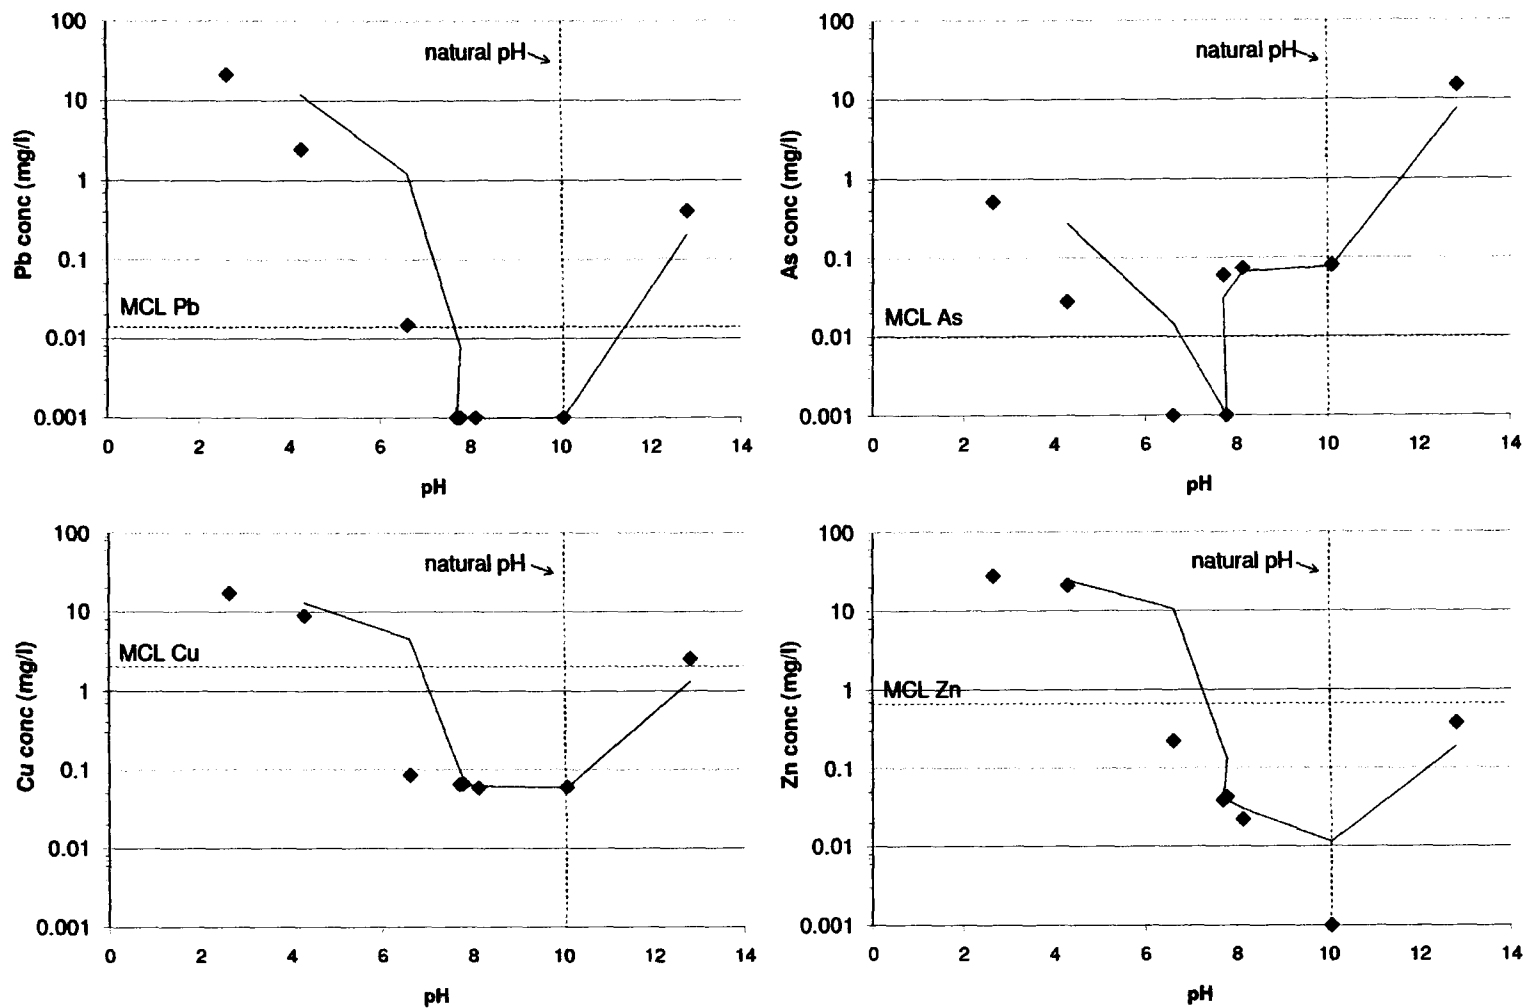 100
10
1
0.1
0.01
0.001
Pb conc (mg/l)
natural pH
MCL Pb
0 2 4 6 8 10 12 14
pH
100
10
1
0.1
0.01
0.001
As conc (mg/l)
natural pH
MCL As
0 2 4 6 8 10 12 14
pH
100
10
1
0.1
0.01
0.001
Cu conc (mg/l)
natural pH
MCL Cu
0 2 4 6 8 10 12 14
pH
100
10
1
0.1
0.01
0.001
Zn conc (mg/l)
natural pH
MCL Zn
0 2 4 6 8 10 12 14
pH